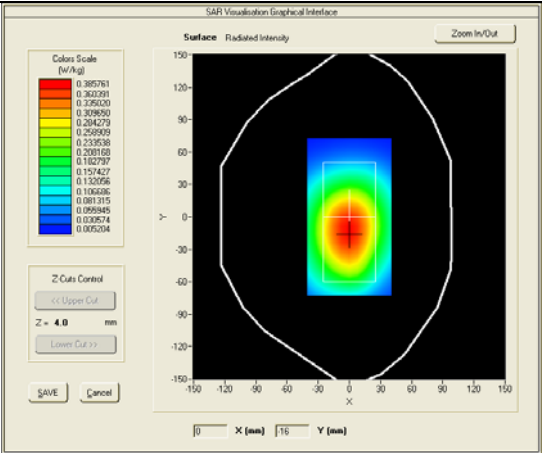 SAR Visualisation Graphical Interface
Surface Radiated Intensity
Zoom In/Out
Colors Scale
(W/kg)
0.385761
0.360391
0.335020
0.309650
0.284279
0.258909
0.233538
0.208168
0.182797
0.157427
0.132056
0.106686
0.081315
0.055945
0.030574
0.005204
Z-Cuts Control
<< Upper Cut
Z = 4.0 mm
Lower Cut >>
SAVE Cancel
150
120
90
60
30
0
-30
-60
-90
-120
-150
Y
-150 -120 -90 -60 -30 0 30 60 90 120 150
X
0 X (mm) -16 Y (mm)